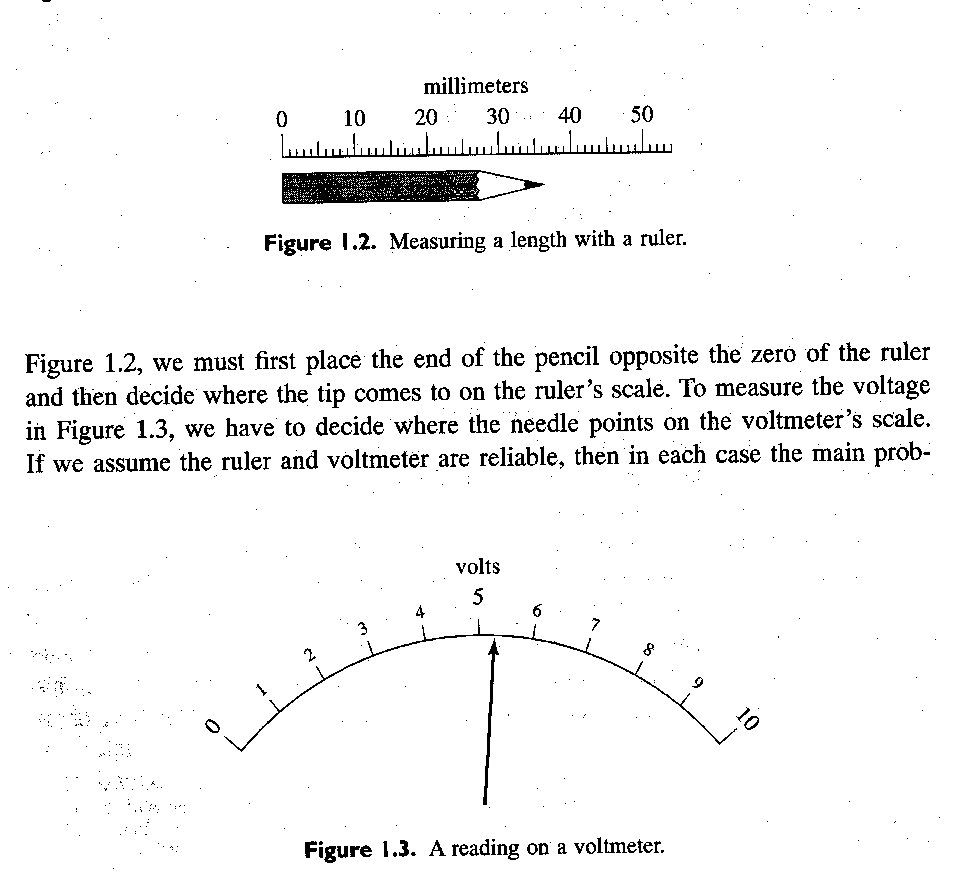 millimeters
0 10 20 30 40 50
Figure 1.2. Measuring a length with a ruler.
Figure 1.2, we must first place the end of the pencil opposite the zero of the ruler
and then decide where the tip comes to on the ruler's scale. To measure the voltage
in Figure 1.3, we have to decide where the needle points on the voltmeter's scale.
If we assume the ruler and voltmeter are reliable, then in each case the main prob-
volts
0 1 2 3 4 5 6 7 8 9 10
Figure 1.3. A reading on a voltmeter.